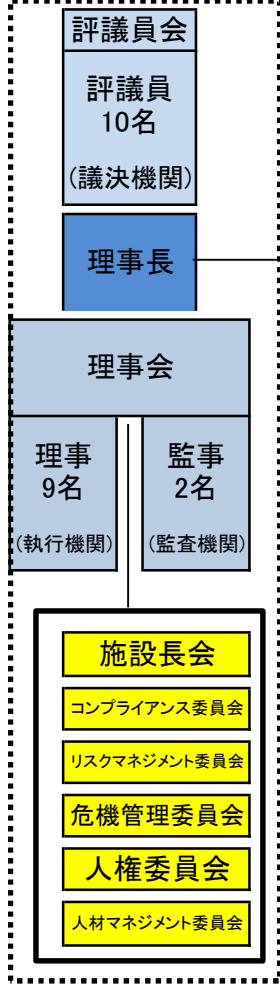 評議員会
評議員
10名
(議決機関)
理事長
理事会
理事
9名
(執行機関)
監事
2名
(監査機関)
施設長会
コンプライアンス委員会
リスクマネジメント委員会
危機管理委員会
人権委員会
人材マネジメント委員会